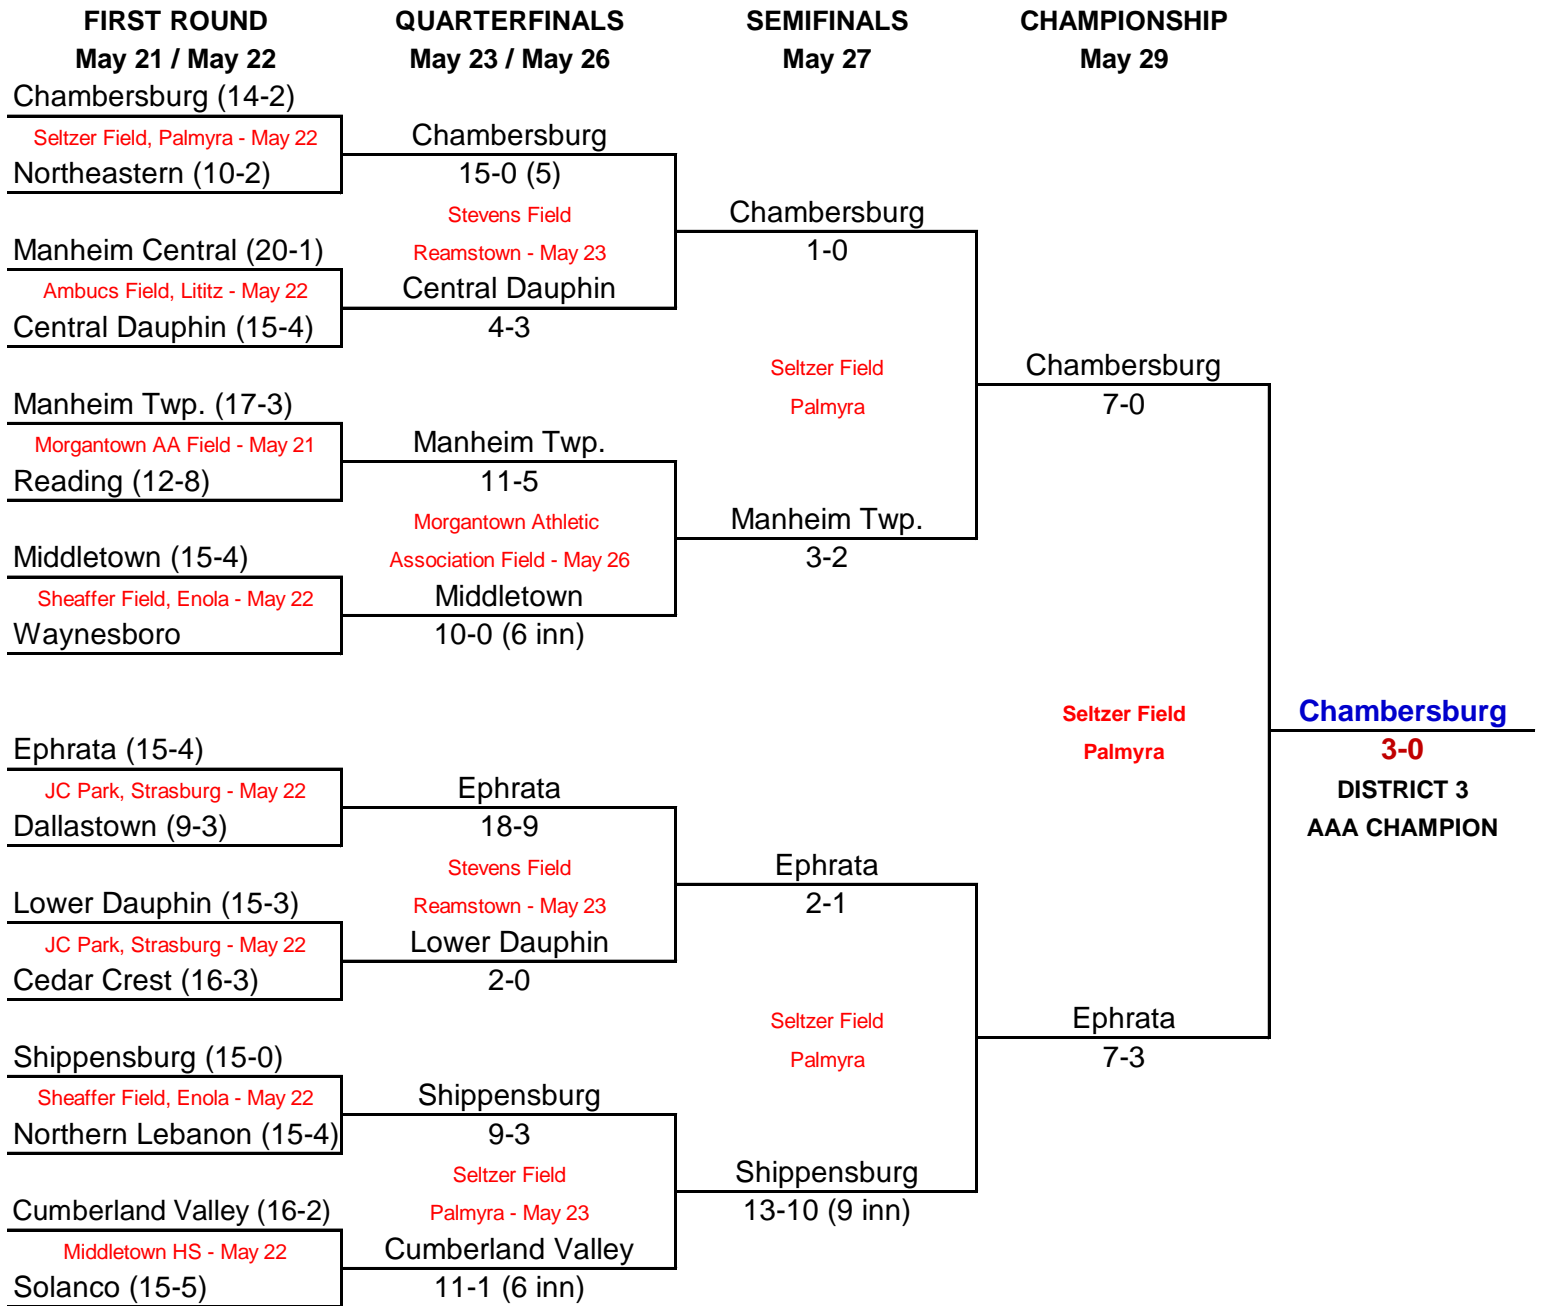 FIRST ROUND
May 21 / May 22
Chambersburg (14-2)
Seltzer Field, Palmyra - May 22
Northeastern (10-2)
Manheim Central (20-1)
Ambucs Field, Lititz - May 22
Central Dauphin (15-4)
Manheim Twp. (17-3)
Morgantown AA Field - May 21
Reading (12-8)
Middletown (15-4)
Sheaffer Field, Enola - May 22
Waynesboro
Ephrata (15-4)
JC Park, Strasburg - May 22
Dallastown (9-3)
Lower Dauphin (15-3)
JC Park, Strasburg - May 22
Cedar Crest (16-3)
Shippensburg (15-0)
Sheaffer Field, Enola - May 22
Northern Lebanon (15-4)
Cumberland Valley (16-2)
Middletown HS - May 22
Solanco (15-5)
QUARTERFINALS
May 23 / May 26
Chambersburg
15-0 (5)
Stevens Field
Reamstown - May 23
Central Dauphin
4-3
Manheim Twp.
11-5
Morgantown Athletic
Association Field - May 26
Middletown
10-0 (6 inn)
Ephrata
18-9
Stevens Field
Reamstown - May 23
Lower Dauphin
2-0
Shippensburg
9-3
Seltzer Field
Palmyra - May 23
Cumberland Valley
11-1 (6 inn)
SEMIFINALS
May 27
Chambersburg
1-0
Seltzer Field
Palmyra
Manheim Twp.
3-2
Ephrata
2-1
Seltzer Field
Palmyra
Shippensburg
13-10 (9 inn)
CHAMPIONSHIP
May 29
Chambersburg
7-0
Seltzer Field
Palmyra
Ephrata
7-3
Chambersburg
3-0
DISTRICT 3
AAA CHAMPION